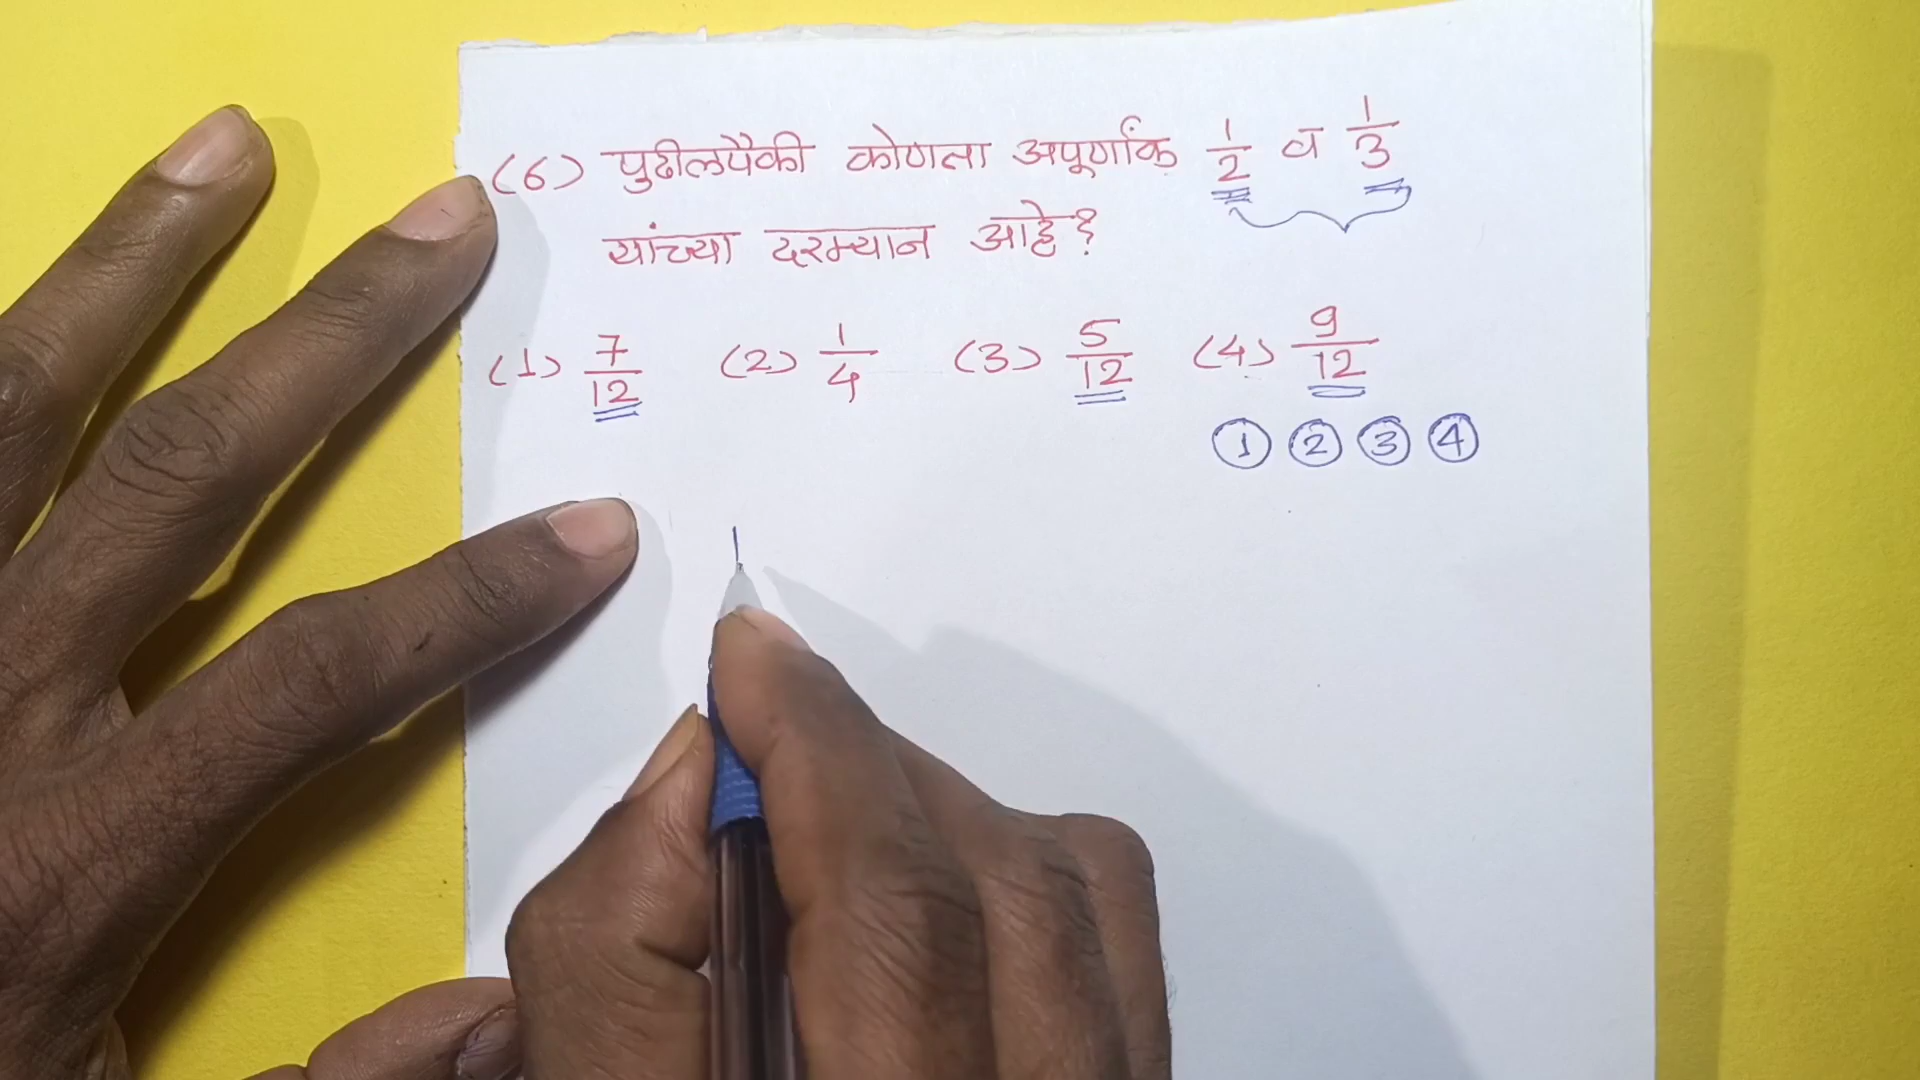 (6) पुढीलपैकी कोणता अपूर्णांक 1/2 व 1/3
यांच्या दरम्यान आहे?
(1) 7/12 (2) 1/4 (3) 5/12 (4) 9/12
① ② ③ ④